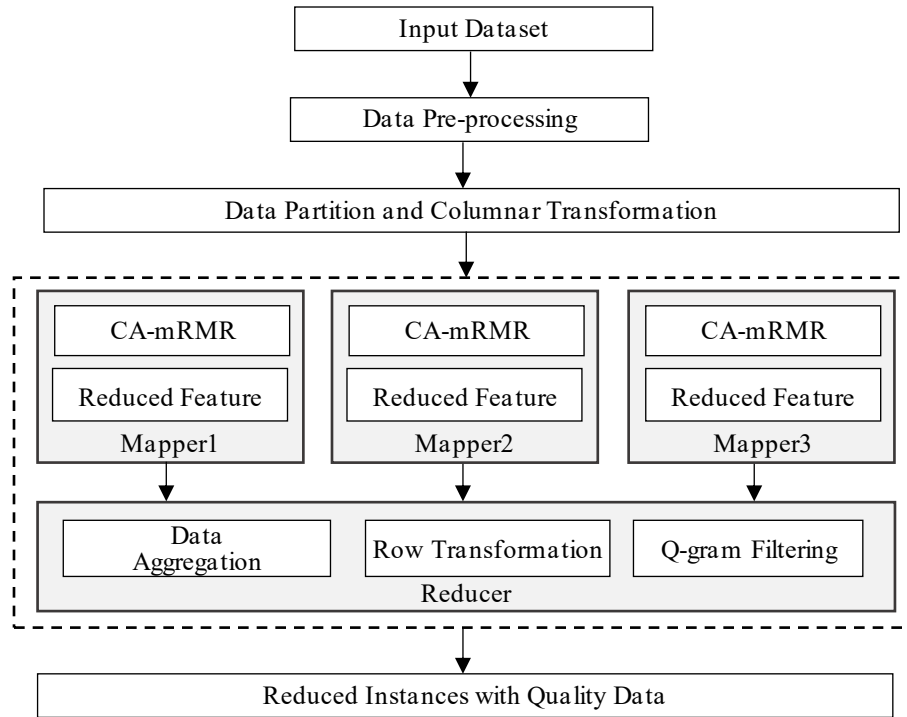 Input Dataset
Data Pre-processing
Data Partition and Columnar Transformation
CA-mRMR
Reduced Feature
Mapper1
CA-mRMR
Reduced Feature
Mapper2
CA-mRMR
Reduced Feature
Mapper3
Data
Aggregation
Row Transformation
Q-gram Filtering
Reducer
Reduced Instances with Quality Data